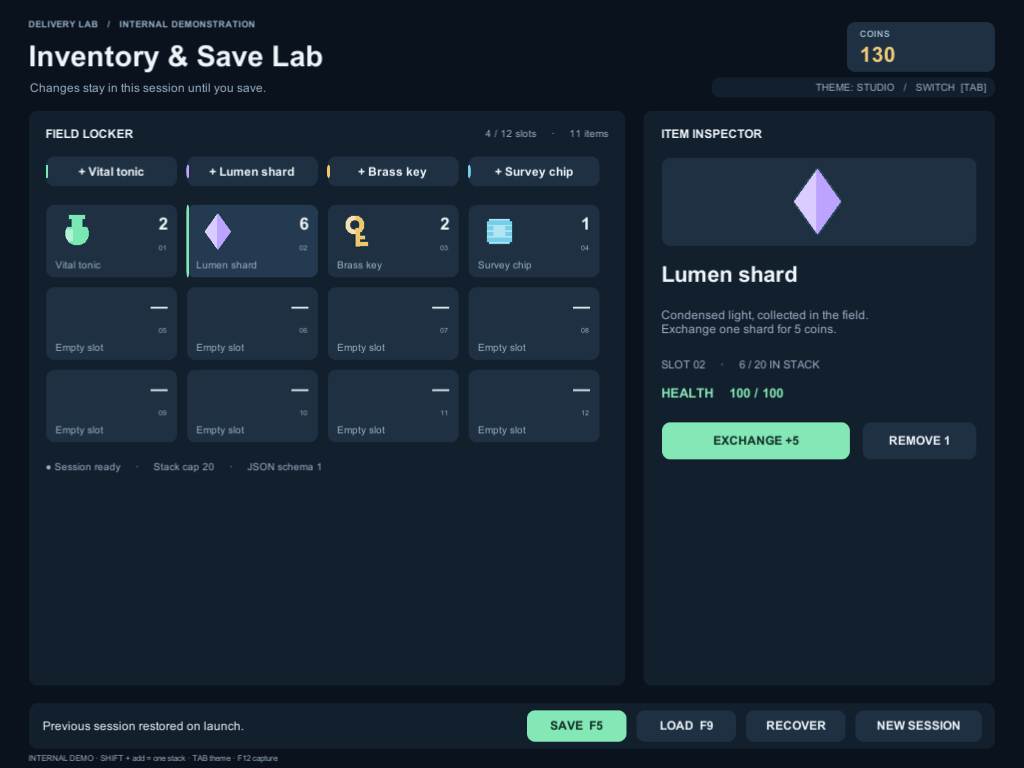 DELIVERY LAB / INTERNAL DEMONSTRATION
Inventory & Save Lab
Changes stay in this session until you save.
COINS
130
THEME: STUDIO / SWITCH [TAB]
FIELD LOCKER
4 / 12 slots · 11 items
+ Vital tonic
+ Lumen shard
+ Brass key
+ Survey chip
2
01
Vital tonic
6
02
Lumen shard
2
03
Brass key
1
04
Survey chip
—
05
Empty slot
—
06
Empty slot
—
07
Empty slot
—
08
Empty slot
—
09
Empty slot
—
10
Empty slot
—
11
Empty slot
—
12
Empty slot
● Session ready · Stack cap 20 · JSON schema 1
ITEM INSPECTOR
Lumen shard
Condensed light, collected in the field.
Exchange one shard for 5 coins.
SLOT 02 · 6 / 20 IN STACK
HEALTH 100 / 100
EXCHANGE +5
REMOVE 1
Previous session restored on launch.
SAVE F5
LOAD F9
RECOVER
NEW SESSION
INTERNAL DEMO · SHIFT + add = one stack · TAB theme · F12 capture